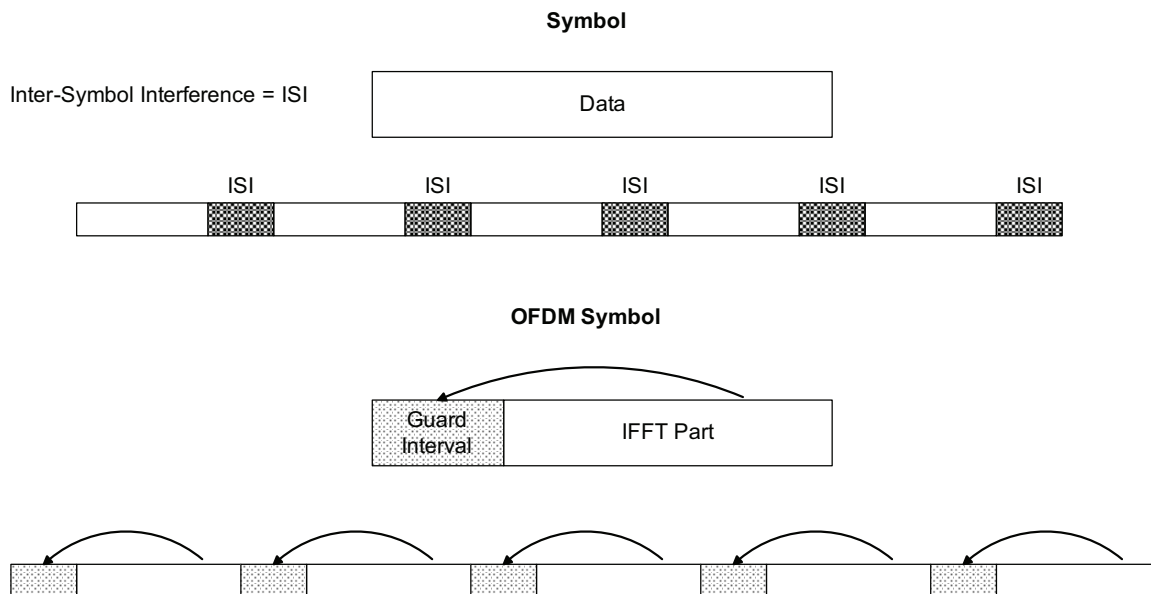 Symbol
Inter-Symbol Interference = ISI
Data
ISI ISI ISI ISI ISI
OFDM Symbol
Guard
Interval
IFFT Part